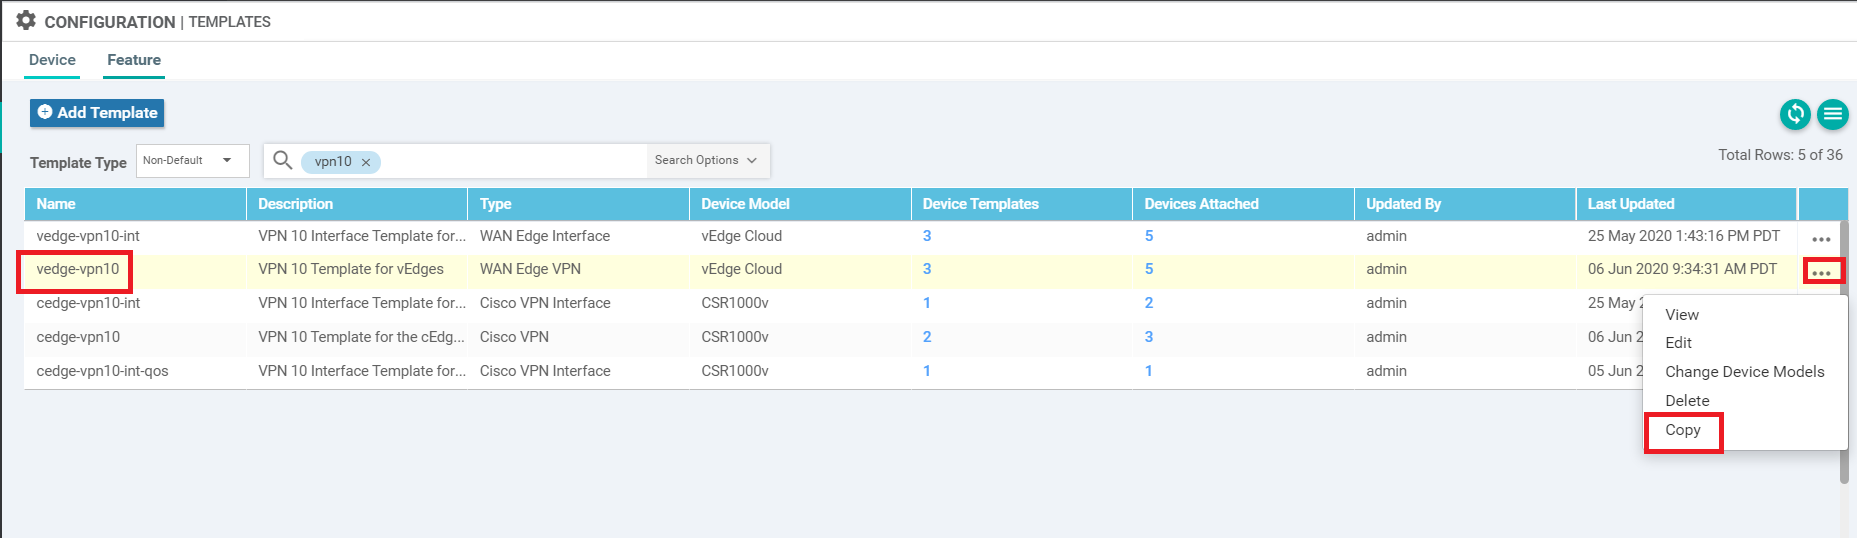 CONFIGURATION | TEMPLATES
Device Feature
Add Template
Template Type Non-Default vpn10 Search Options Total Rows: 5 of 36
Name Description Type Device Model Device Templates Devices Attached Updated By Last Updated
vedge-vpn10-int VPN 10 Interface Template for... WAN Edge Interface vEdge Cloud 3 5 admin 25 May 2020 1:43:16 PM PDT
vedge-vpn10 VPN 10 Template for vEdges WAN Edge VPN vEdge Cloud 3 5 admin 06 Jun 2020 9:34:31 AM PDT
cedge-vpn10-int VPN 10 Interface Template for... Cisco VPN Interface CSR1000v 1 2 admin 25 May
cedge-vpn10 VPN 10 Template for the cEdg... Cisco VPN CSR1000v 2 3 admin 06 Jun
cedge-vpn10-int-qos VPN 10 Interface Template for... Cisco VPN Interface CSR1000v 1 1 admin 05 Jun
View
Edit
Change Device Models
Delete
Copy